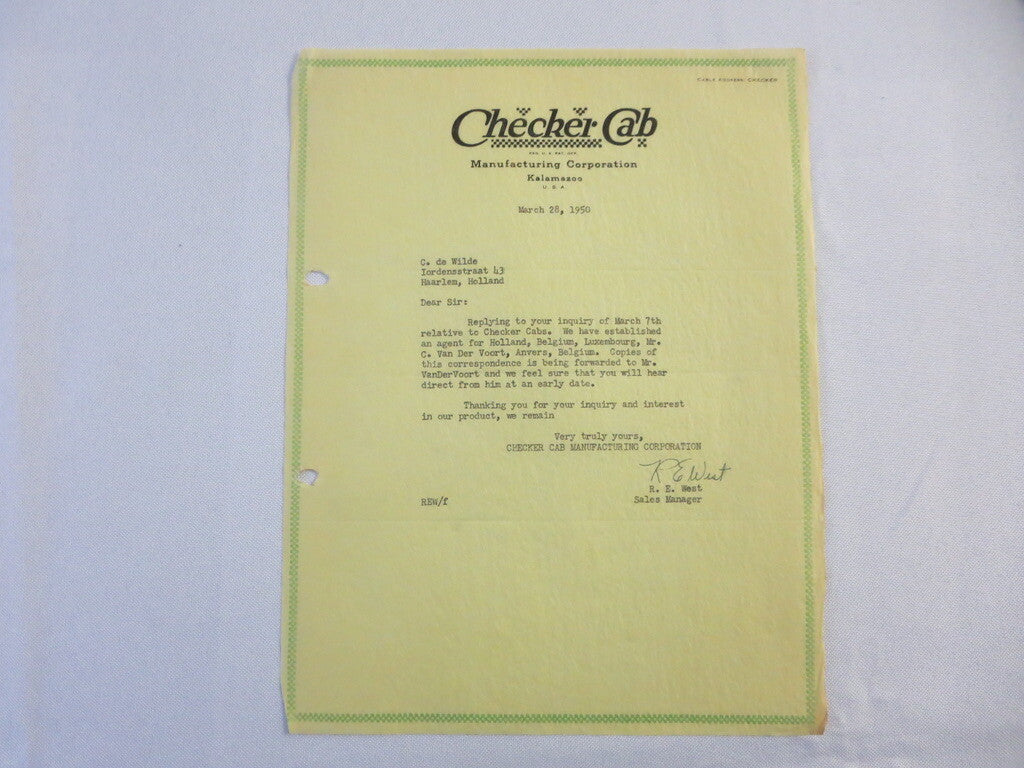 CABLE ADDRESS: CHECKER
Checker Cab
REG. U. S. PAT. OFF.
Manufacturing Corporation
Kalamazoo
U. S. A.
March 28, 1950
C. de Wilde
Iordensstraat 43
Haarlem, Holland
Dear Sir:
Replying to your inquiry of March 7th
relative to Checker Cabs. We have established
an agent for Holland, Belgium, Luxembourg, Mr.
C. Van Der Voort, Anvers, Belgium. Copies of
this correspondence is being forwarded to Mr.
VanDerVoort and we feel sure that you will hear
direct from him at an early date.
Thanking you for your inquiry and interest
in our product, we remain
Very truly yours,
CHECKER CAB MANUFACTURING CORPORATION
R E West
R. E. West
REW/f Sales Manager